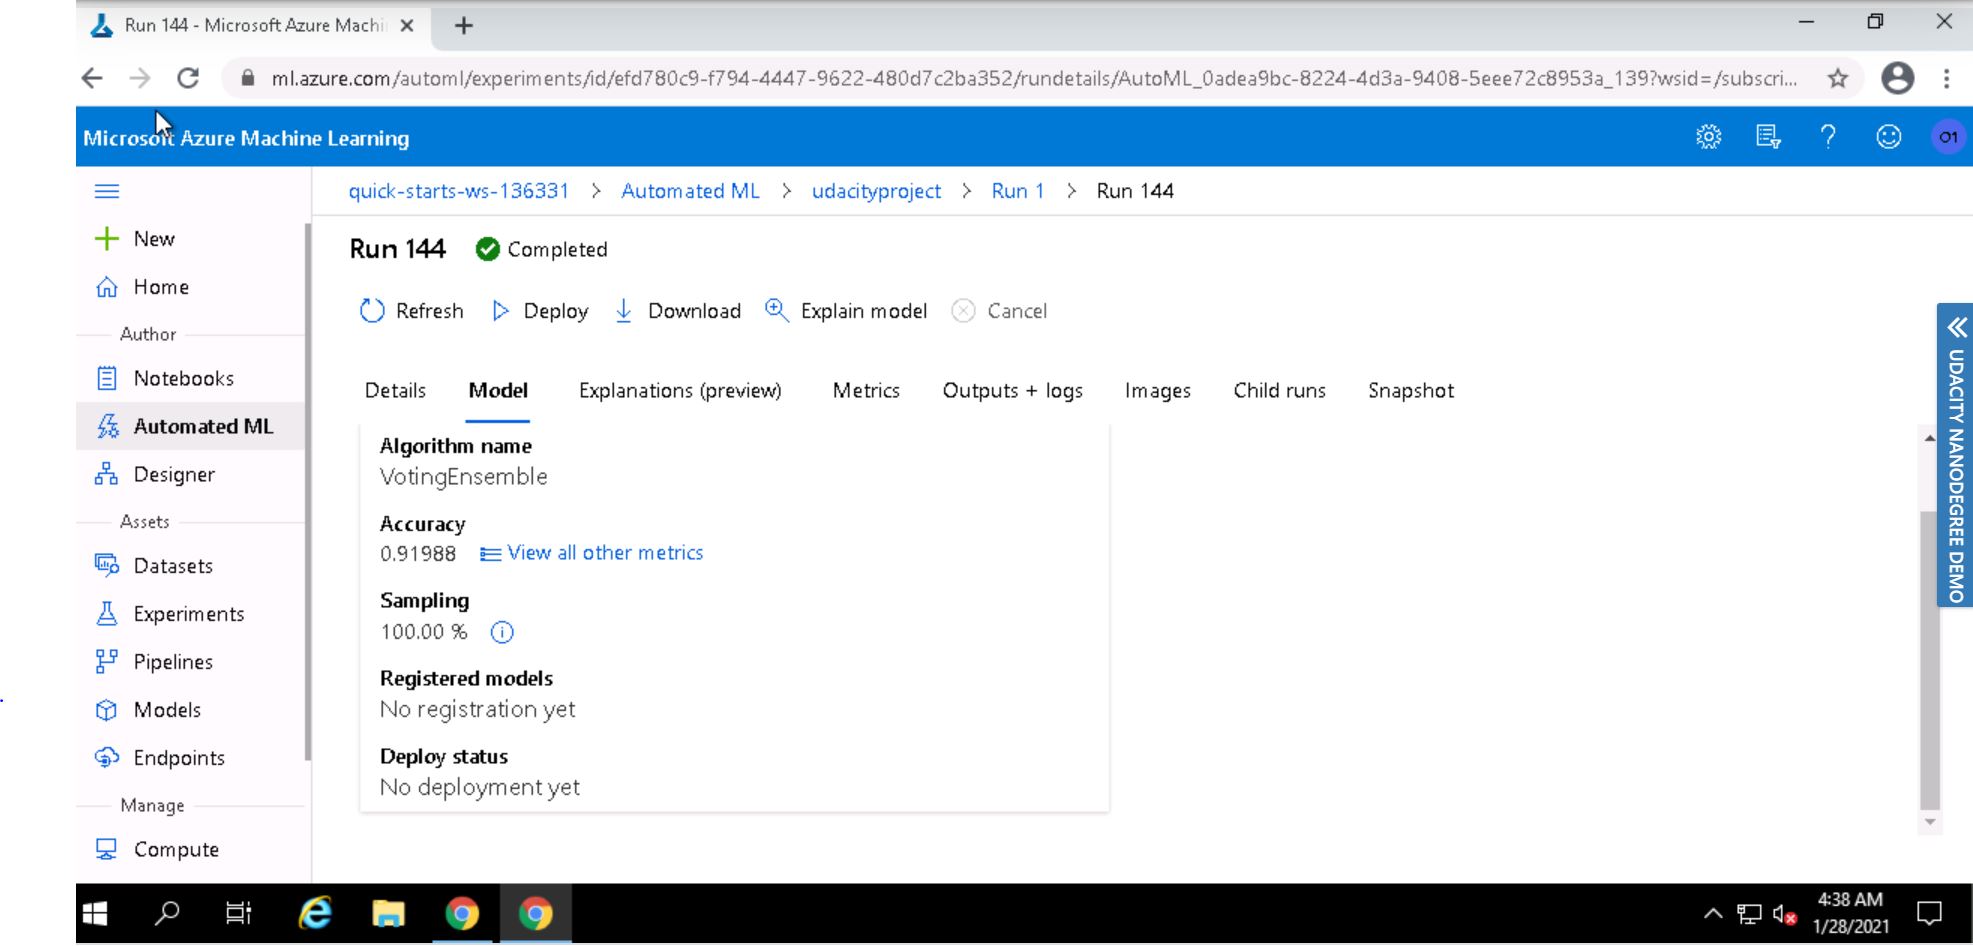 Run 144 - Microsoft Azure Machi
ml.azure.com/automl/experiments/id/efd780c9-f794-4447-9622-480d7c2ba352/rundetails/AutoML_0adea9bc-8224-4d3a-9408-5eee72c8953a_139?wsid=/subscri...
Microsoft Azure Machine Learning
O1
quick-starts-ws-136331 > Automated ML > udacityproject > Run 1 > Run 144
New
Home
Author
Notebooks
Automated ML
Designer
Assets
Datasets
Experiments
Pipelines
Models
Endpoints
Manage
Compute
Run 144 Completed
Refresh Deploy Download Explain model Cancel
Details Model Explanations (preview) Metrics Outputs + logs Images Child runs Snapshot
Algorithm name
VotingEnsemble
Accuracy
0.91988 View all other metrics
Sampling
100.00 %
Registered models
No registration yet
Deploy status
No deployment yet
UDACITY NANODEGREE DEMO
4:38 AM
1/28/2021